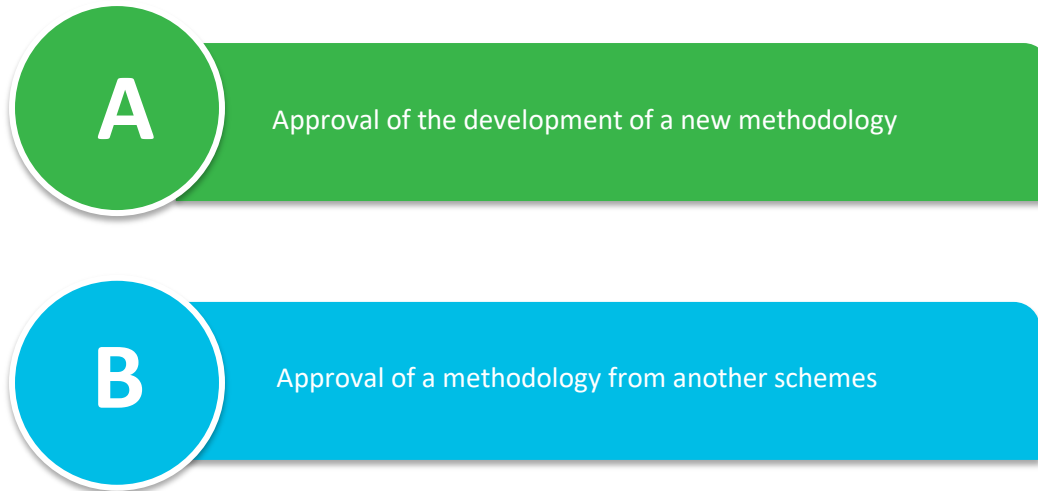 A
Approval of the development of a new methodology
B
Approval of a methodology from another schemes